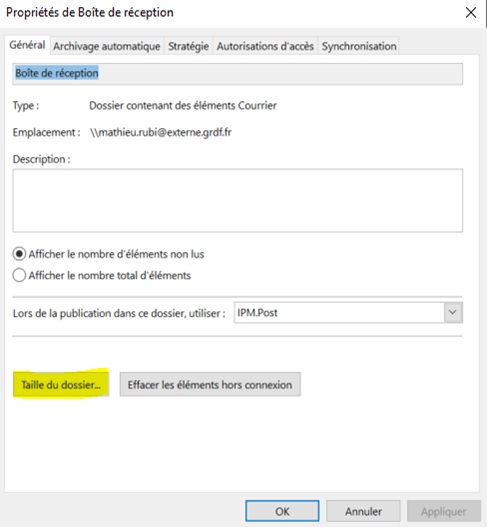 Propriétés de Boîte de réception
Général Archivage automatique Stratégie Autorisations d'accès Synchronisation
Boîte de réception
Type : Dossier contenant des éléments Courrier
Emplacement : \\mathieu.rubi@externe.grdf.fr
Description :
Afficher le nombre d'éléments non lus
Afficher le nombre total d'éléments
Lors de la publication dans ce dossier, utiliser : IPM.Post
Taille du dossier... Effacer les éléments hors connexion
OK Annuler Appliquer